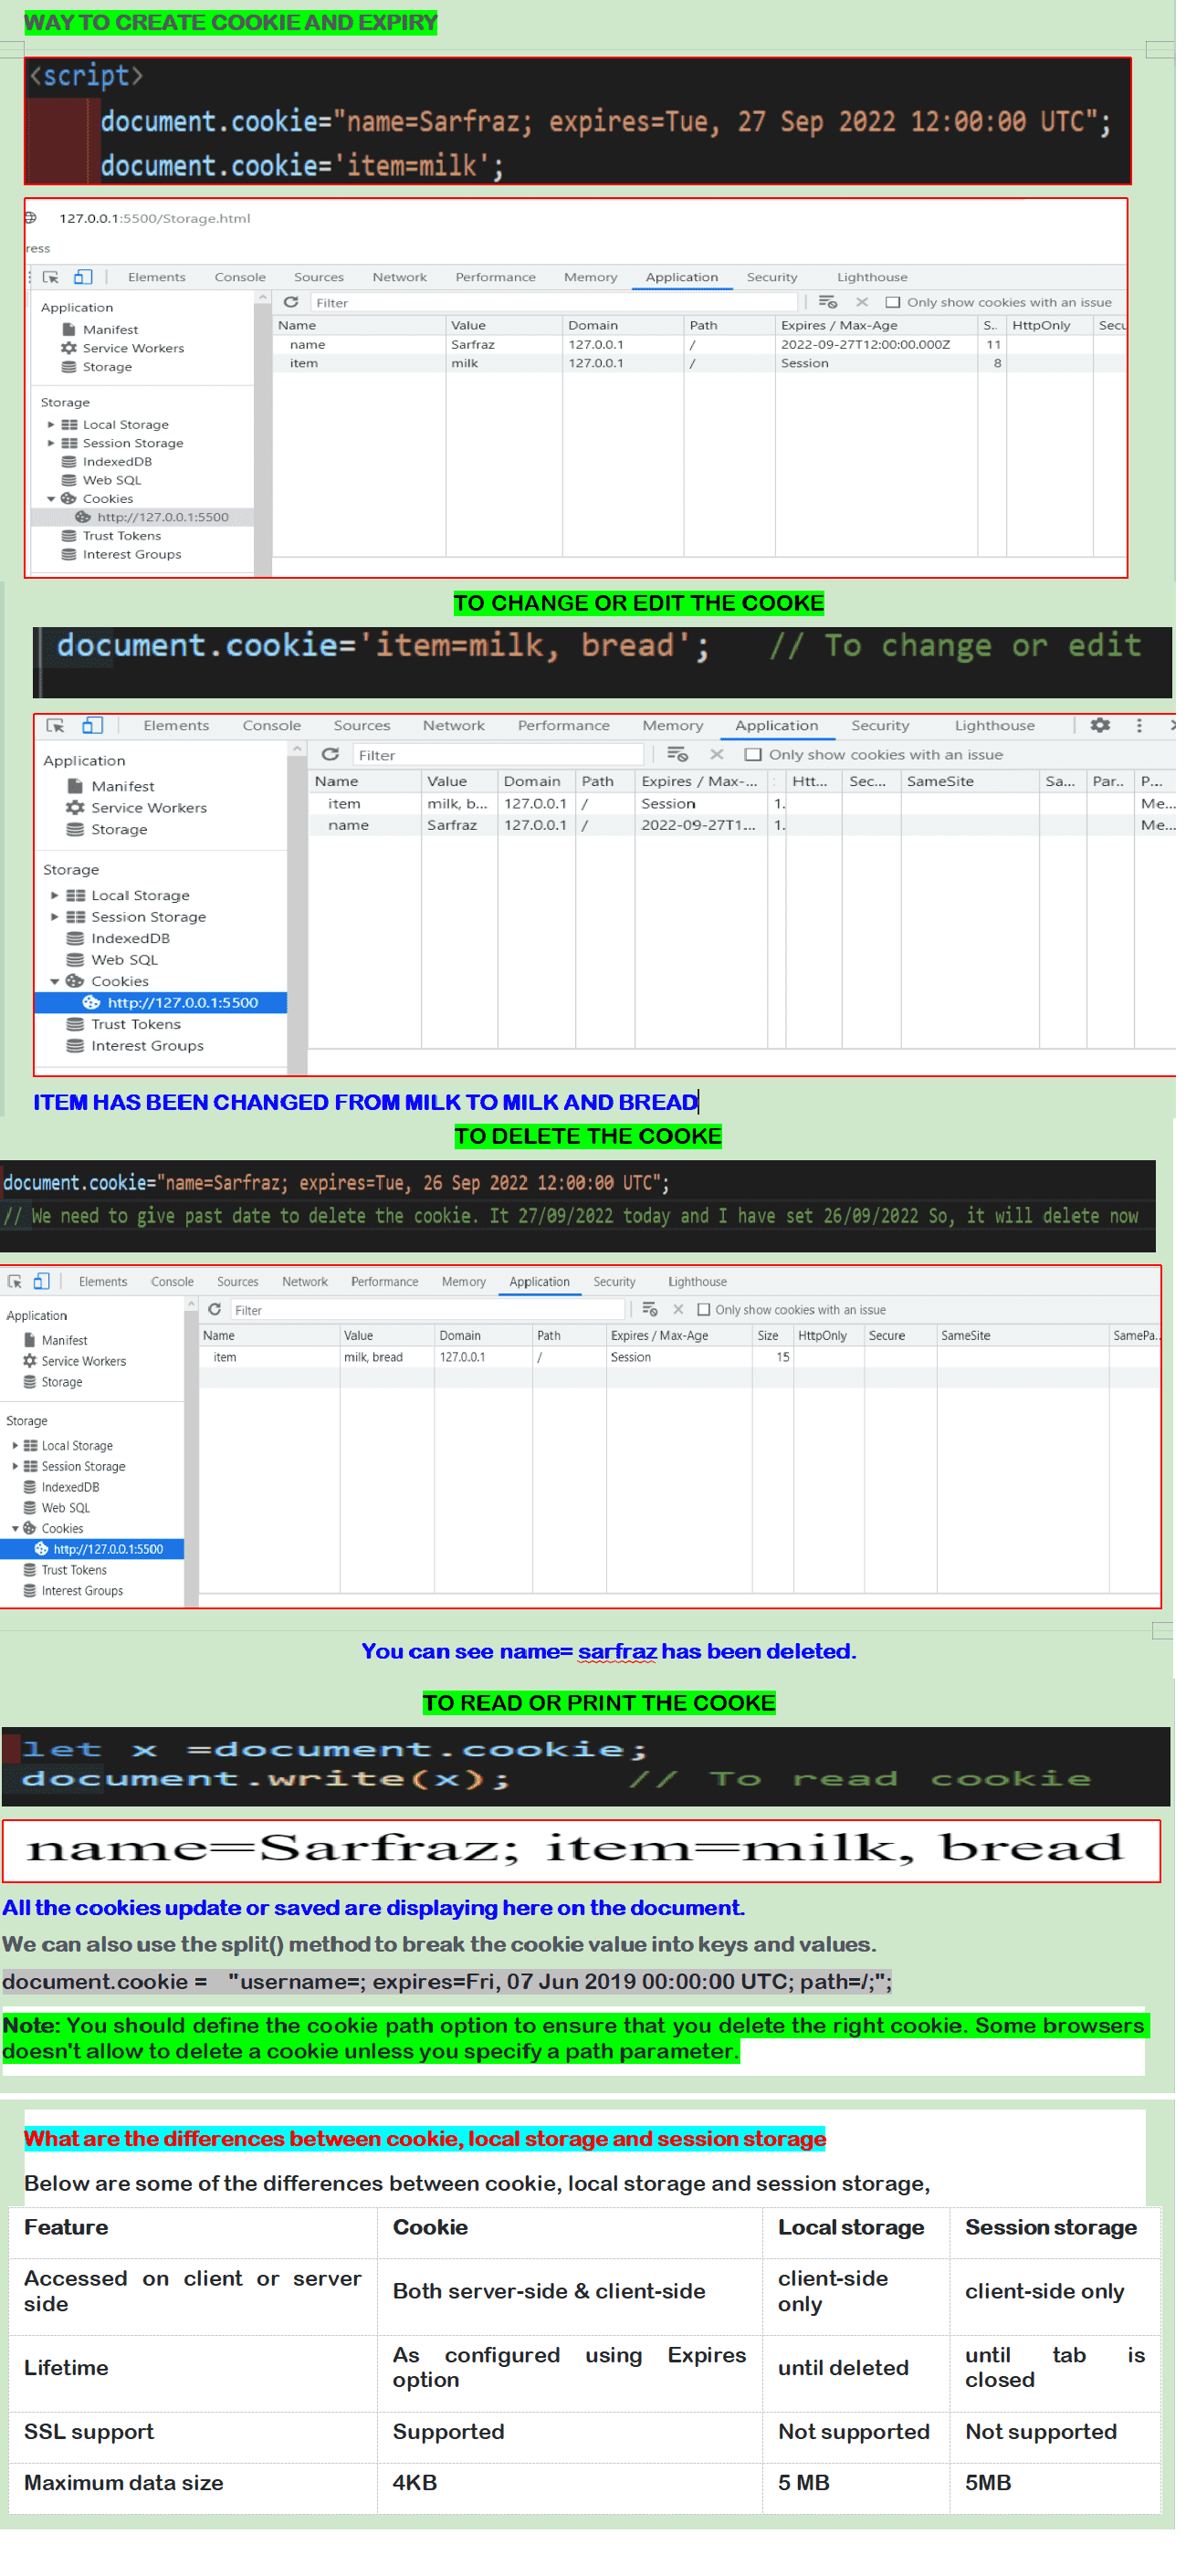 WAY TO CREATE COOKIE AND EXPIRY
<script>
document.cookie="name=Sarfraz; expires=Tue, 27 Sep 2022 12:00:00 UTC";
document.cookie='item=milk';
127.0.0.1:5500/Storage.html
ress
Elements Console Sources Network Performance Memory Application Security Lighthouse
Application Filter Only show cookies with an issue
Manifest Name Value Domain Path Expires / Max-Age S.. HttpOnly Secu
Service Workers name Sarfraz 127.0.0.1 / 2022-09-27T12:00:00.000Z 11
Storage item milk 127.0.0.1 / Session 8
Storage
Local Storage
Session Storage
IndexedDB
Web SQL
Cookies
http://127.0.0.1:5500
Trust Tokens
Interest Groups
TO CHANGE OR EDIT THE COOKE
document.cookie='item=milk, bread'; // To change or edit
Elements Console Sources Network Performance Memory Application Security Lighthouse
Application Filter Only show cookies with an issue
Manifest Name Value Domain Path Expires / Max-... Htt... Sec... SameSite Sa... Par.. P...
Service Workers item milk, b... 127.0.0.1 / Session 1. Me...
Storage name Sarfraz 127.0.0.1 / 2022-09-27T1... 1. Me...
Storage
Local Storage
Session Storage
IndexedDB
Web SQL
Cookies
http://127.0.0.1:5500
Trust Tokens
Interest Groups
ITEM HAS BEEN CHANGED FROM MILK TO MILK AND BREAD
TO DELETE THE COOKE
document.cookie="name=Sarfraz; expires=Tue, 26 Sep 2022 12:00:00 UTC";
// We need to give past date to delete the cookie. It 27/09/2022 today and I have set 26/09/2022 So, it will delete now
Elements Console Sources Network Performance Memory Application Security Lighthouse
Application Filter Only show cookies with an issue
Manifest Name Value Domain Path Expires / Max-Age Size HttpOnly Secure SameSite SamePa..
Service Workers item milk, bread 127.0.0.1 / Session 15
Storage
Storage
Local Storage
Session Storage
IndexedDB
Web SQL
Cookies
http://127.0.0.1:5500
Trust Tokens
Interest Groups
You can see name= sarfraz has been deleted.
TO READ OR PRINT THE COOKE
let x =document.cookie;
document.write(x); // To read cookie
name=Sarfraz; item=milk, bread
All the cookies update or saved are displaying here on the document.
We can also use the split() method to break the cookie value into keys and values.
document.cookie = "username=; expires=Fri, 07 Jun 2019 00:00:00 UTC; path=/;";
Note: You should define the cookie path option to ensure that you delete the right cookie. Some browsers
doesn't allow to delete a cookie unless you specify a path parameter.
What are the differences between cookie, local storage and session storage
Below are some of the differences between cookie, local storage and session storage,
Feature Cookie Local storage Session storage
Accessed on client or server side Both server-side & client-side client-side only client-side only
Lifetime As configured using Expires option until deleted until tab is closed
SSL support Supported Not supported Not supported
Maximum data size 4KB 5 MB 5MB